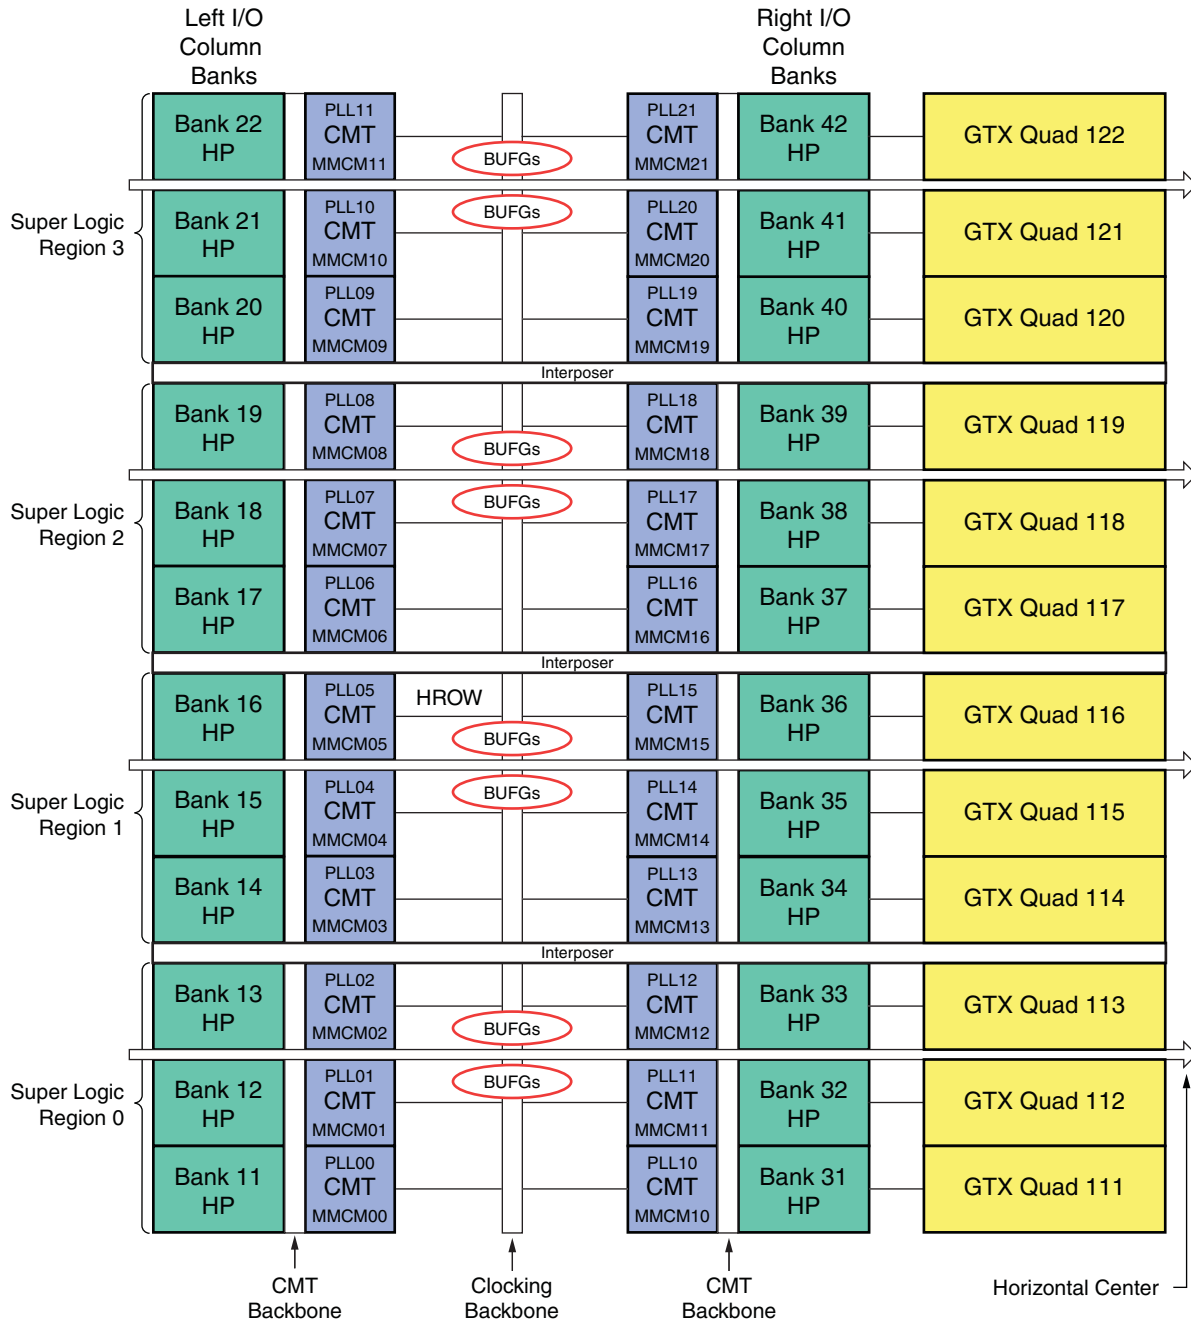 Left I/O
Column
Banks
Right I/O
Column
Banks
Super Logic
Region 3
Bank 22
HP
PLL11
CMT
MMCM11
BUFGs
PLL21
CMT
MMCM21
Bank 42
HP
GTX Quad 122
Bank 21
HP
PLL10
CMT
MMCM10
BUFGs
PLL20
CMT
MMCM20
Bank 41
HP
GTX Quad 121
Bank 20
HP
PLL09
CMT
MMCM09
PLL19
CMT
MMCM19
Bank 40
HP
GTX Quad 120
Interposer
Super Logic
Region 2
Bank 19
HP
PLL08
CMT
MMCM08
BUFGs
PLL18
CMT
MMCM18
Bank 39
HP
GTX Quad 119
Bank 18
HP
PLL07
CMT
MMCM07
BUFGs
PLL17
CMT
MMCM17
Bank 38
HP
GTX Quad 118
Bank 17
HP
PLL06
CMT
MMCM06
PLL16
CMT
MMCM16
Bank 37
HP
GTX Quad 117
Interposer
Super Logic
Region 1
Bank 16
HP
PLL05
CMT
MMCM05
HROW
BUFGs
PLL15
CMT
MMCM15
Bank 36
HP
GTX Quad 116
Bank 15
HP
PLL04
CMT
MMCM04
BUFGs
PLL14
CMT
MMCM14
Bank 35
HP
GTX Quad 115
Bank 14
HP
PLL03
CMT
MMCM03
PLL13
CMT
MMCM13
Bank 34
HP
GTX Quad 114
Interposer
Super Logic
Region 0
Bank 13
HP
PLL02
CMT
MMCM02
BUFGs
PLL12
CMT
MMCM12
Bank 33
HP
GTX Quad 113
Bank 12
HP
PLL01
CMT
MMCM01
BUFGs
PLL11
CMT
MMCM11
Bank 32
HP
GTX Quad 112
Bank 11
HP
PLL00
CMT
MMCM00
PLL10
CMT
MMCM10
Bank 31
HP
GTX Quad 111
CMT
Backbone
Clocking
Backbone
CMT
Backbone
Horizontal Center